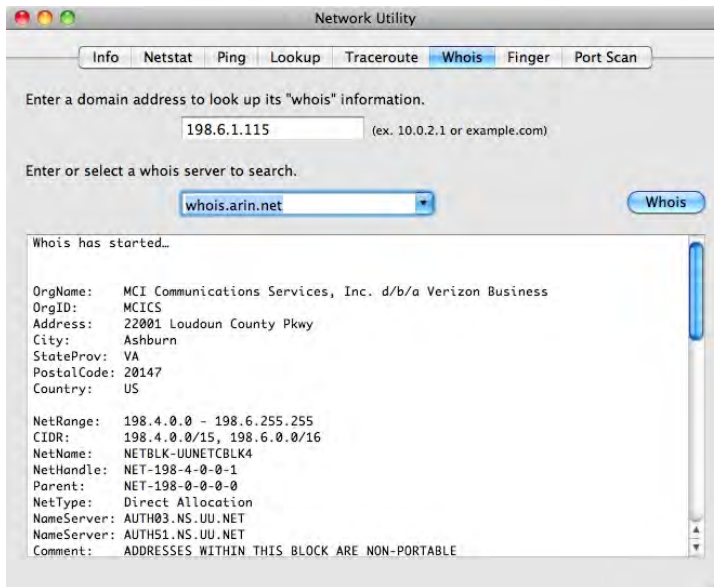 Network Utility
Info Netstat Ping Lookup Traceroute Whois Finger Port Scan
Enter a domain address to look up its "whois" information.
198.6.1.115 (ex. 10.0.2.1 or example.com)
Enter or select a whois server to search.
whois.arin.net Whois
Whois has started…
OrgName: MCI Communications Services, Inc. d/b/a Verizon Business
OrgID: MCICS
Address: 22001 Loudoun County Pkwy
City: Ashburn
StateProv: VA
PostalCode: 20147
Country: US
NetRange: 198.4.0.0 - 198.6.255.255
CIDR: 198.4.0.0/15, 198.6.0.0/16
NetName: NETBLK-UUNETCBLK4
NetHandle: NET-198-4-0-0-1
Parent: NET-198-0-0-0-0
NetType: Direct Allocation
NameServer: AUTH03.NS.UU.NET
NameServer: AUTH51.NS.UU.NET
Comment: ADDRESSES WITHIN THIS BLOCK ARE NON-PORTABLE